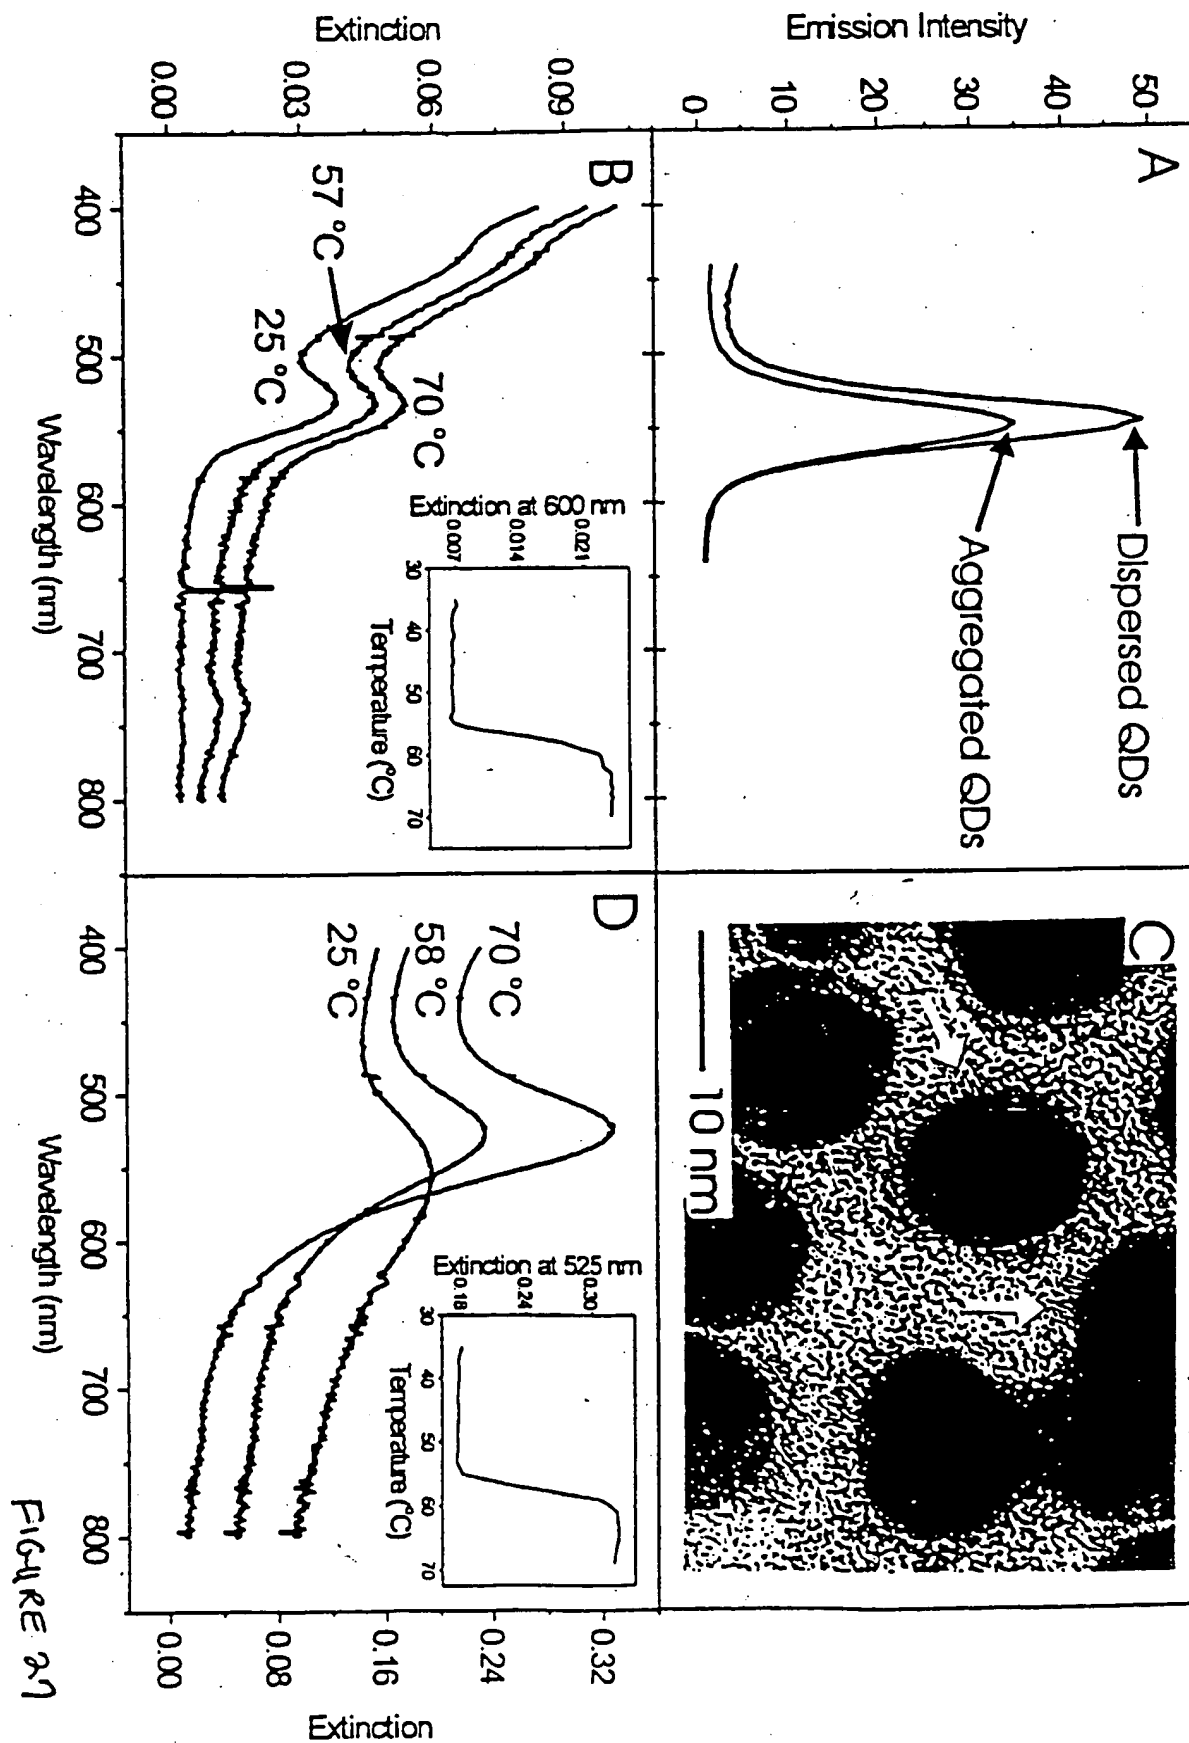 A
Emission Intensity
50
40
30
20
10
0
Dispersed QDs
Aggregated QDs
C
10 nm
B
Extinction
0.09
0.06
0.03
0.00
57 °C
25 °C
70 °C
Extinction at 600 nm
0.021
0.014
0.007
30
40
50
60
70
Temperature (°C)
400
500
600
700
800
Wavelength (nm)
D
70 °C
58 °C
25 °C
Extinction at 525 nm
0.30
0.24
0.18
30
40
50
60
70
Temperature (°C)
0.32
0.24
0.16
0.08
0.00
Extinction
400
500
600
700
800
Wavelength (nm)
FIGURE 27